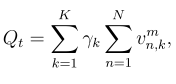 $Q_t = \sum_{k=1}^{K} \gamma_k \sum_{n=1}^{N} v_{n,k}^{m},$